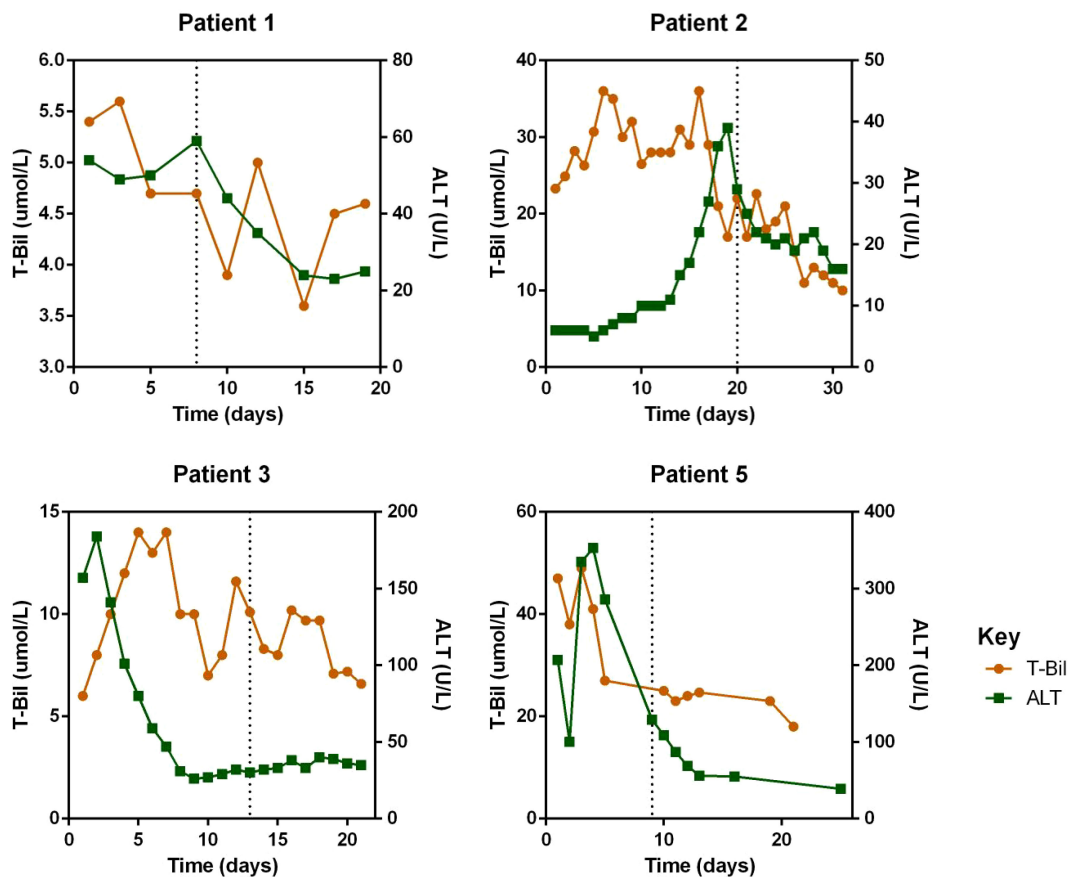 Patient 1
6.0
5.5
5.0
4.5
4.0
3.5
3.0
T-Bil (umol/L)
80
60
40
20
0
ALT (U/L)
0 5 10 15 20
Time (days)
Patient 2
40
30
20
10
0
T-Bil (umol/L)
50
40
30
20
10
0
ALT (U/L)
0 10 20 30
Time (days)
Patient 3
15
10
5
0
T-Bil (umol/L)
200
150
100
50
0
ALT (U/L)
0 5 10 15 20
Time (days)
Patient 5
60
40
20
0
T-Bil (umol/L)
400
300
200
100
0
ALT (U/L)
0 10 20
Time (days)
Key
T-Bil
ALT